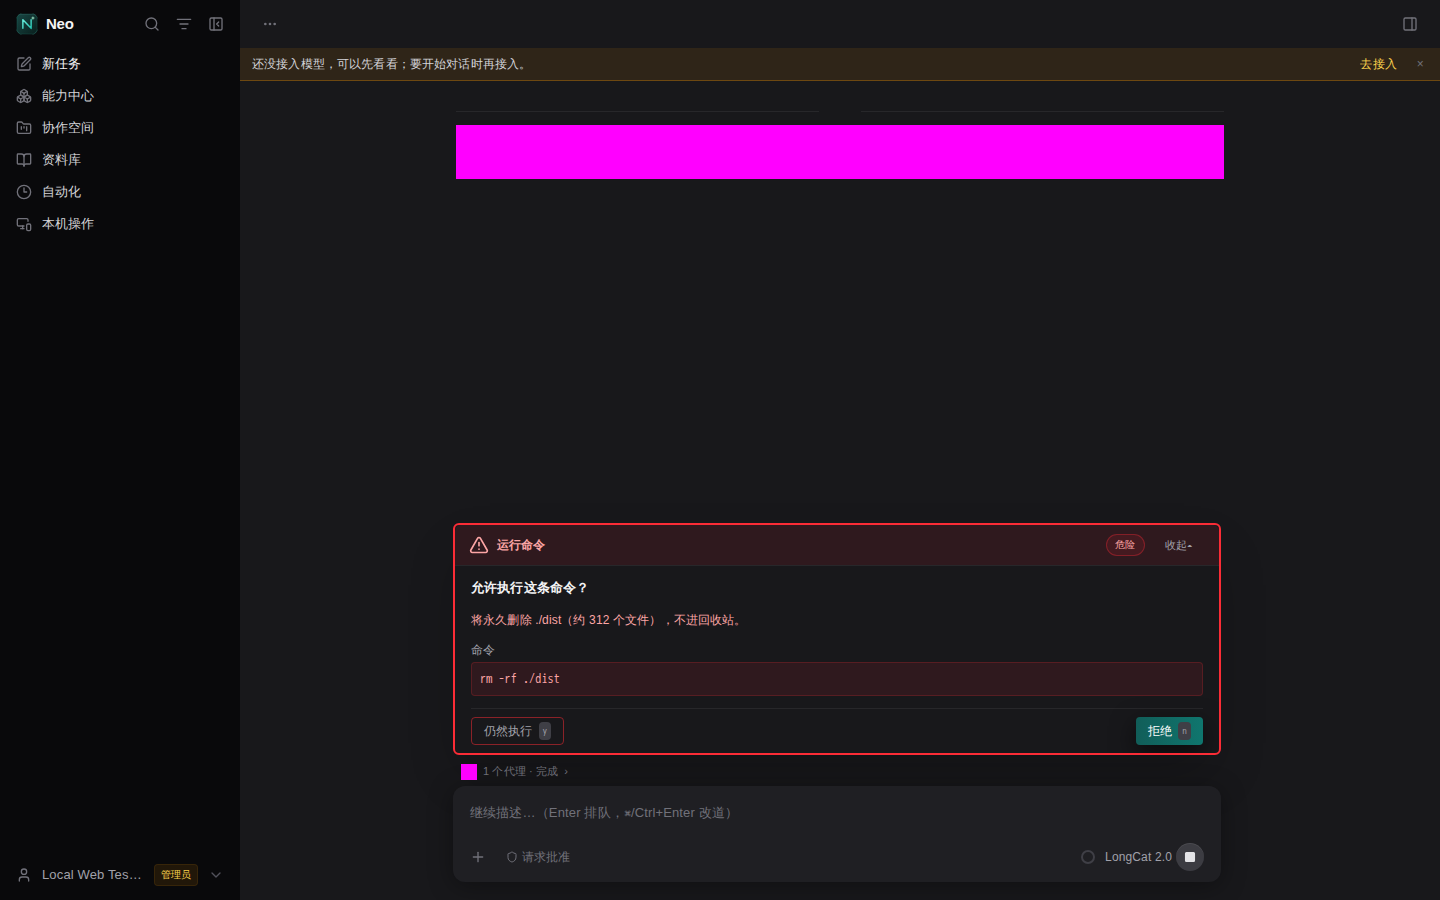 Neo
新任务
能力中心
协作空间
资料库
自动化
本机操作
还没接入模型，可以先看看；要开始对话时再接入。 去接入 ×
运行命令 危险 收起
允许执行这条命令？
将永久删除 ./dist（约 312 个文件），不进回收站。
命令
rm -rf ./dist
仍然执行 y 拒绝 n
1 个代理 · 完成 ›
继续描述…（Enter 排队，⌘/Ctrl+Enter 改道）
请求批准 LongCat 2.0
Local Web Tes… 管理员